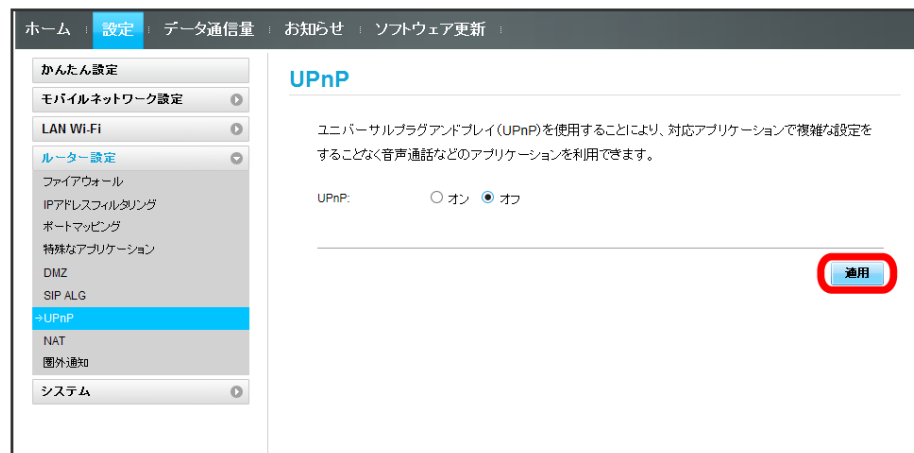 ホーム 設定 データ通信量 お知らせ ソフトウェア更新
かんたん設定
モバイルネットワーク設定
LAN Wi-Fi
ルーター設定
ファイアウォール
IPアドレスフィルタリング
ポートマッピング
特殊なアプリケーション
DMZ
SIP ALG
→UPnP
NAT
圏外通知
システム
UPnP
ユニバーサルプラグアンドプレイ(UPnP)を使用することにより、対応アプリケーションで複雑な設定を
することなく音声通話などのアプリケーションを利用できます。
UPnP: オン オフ
適用